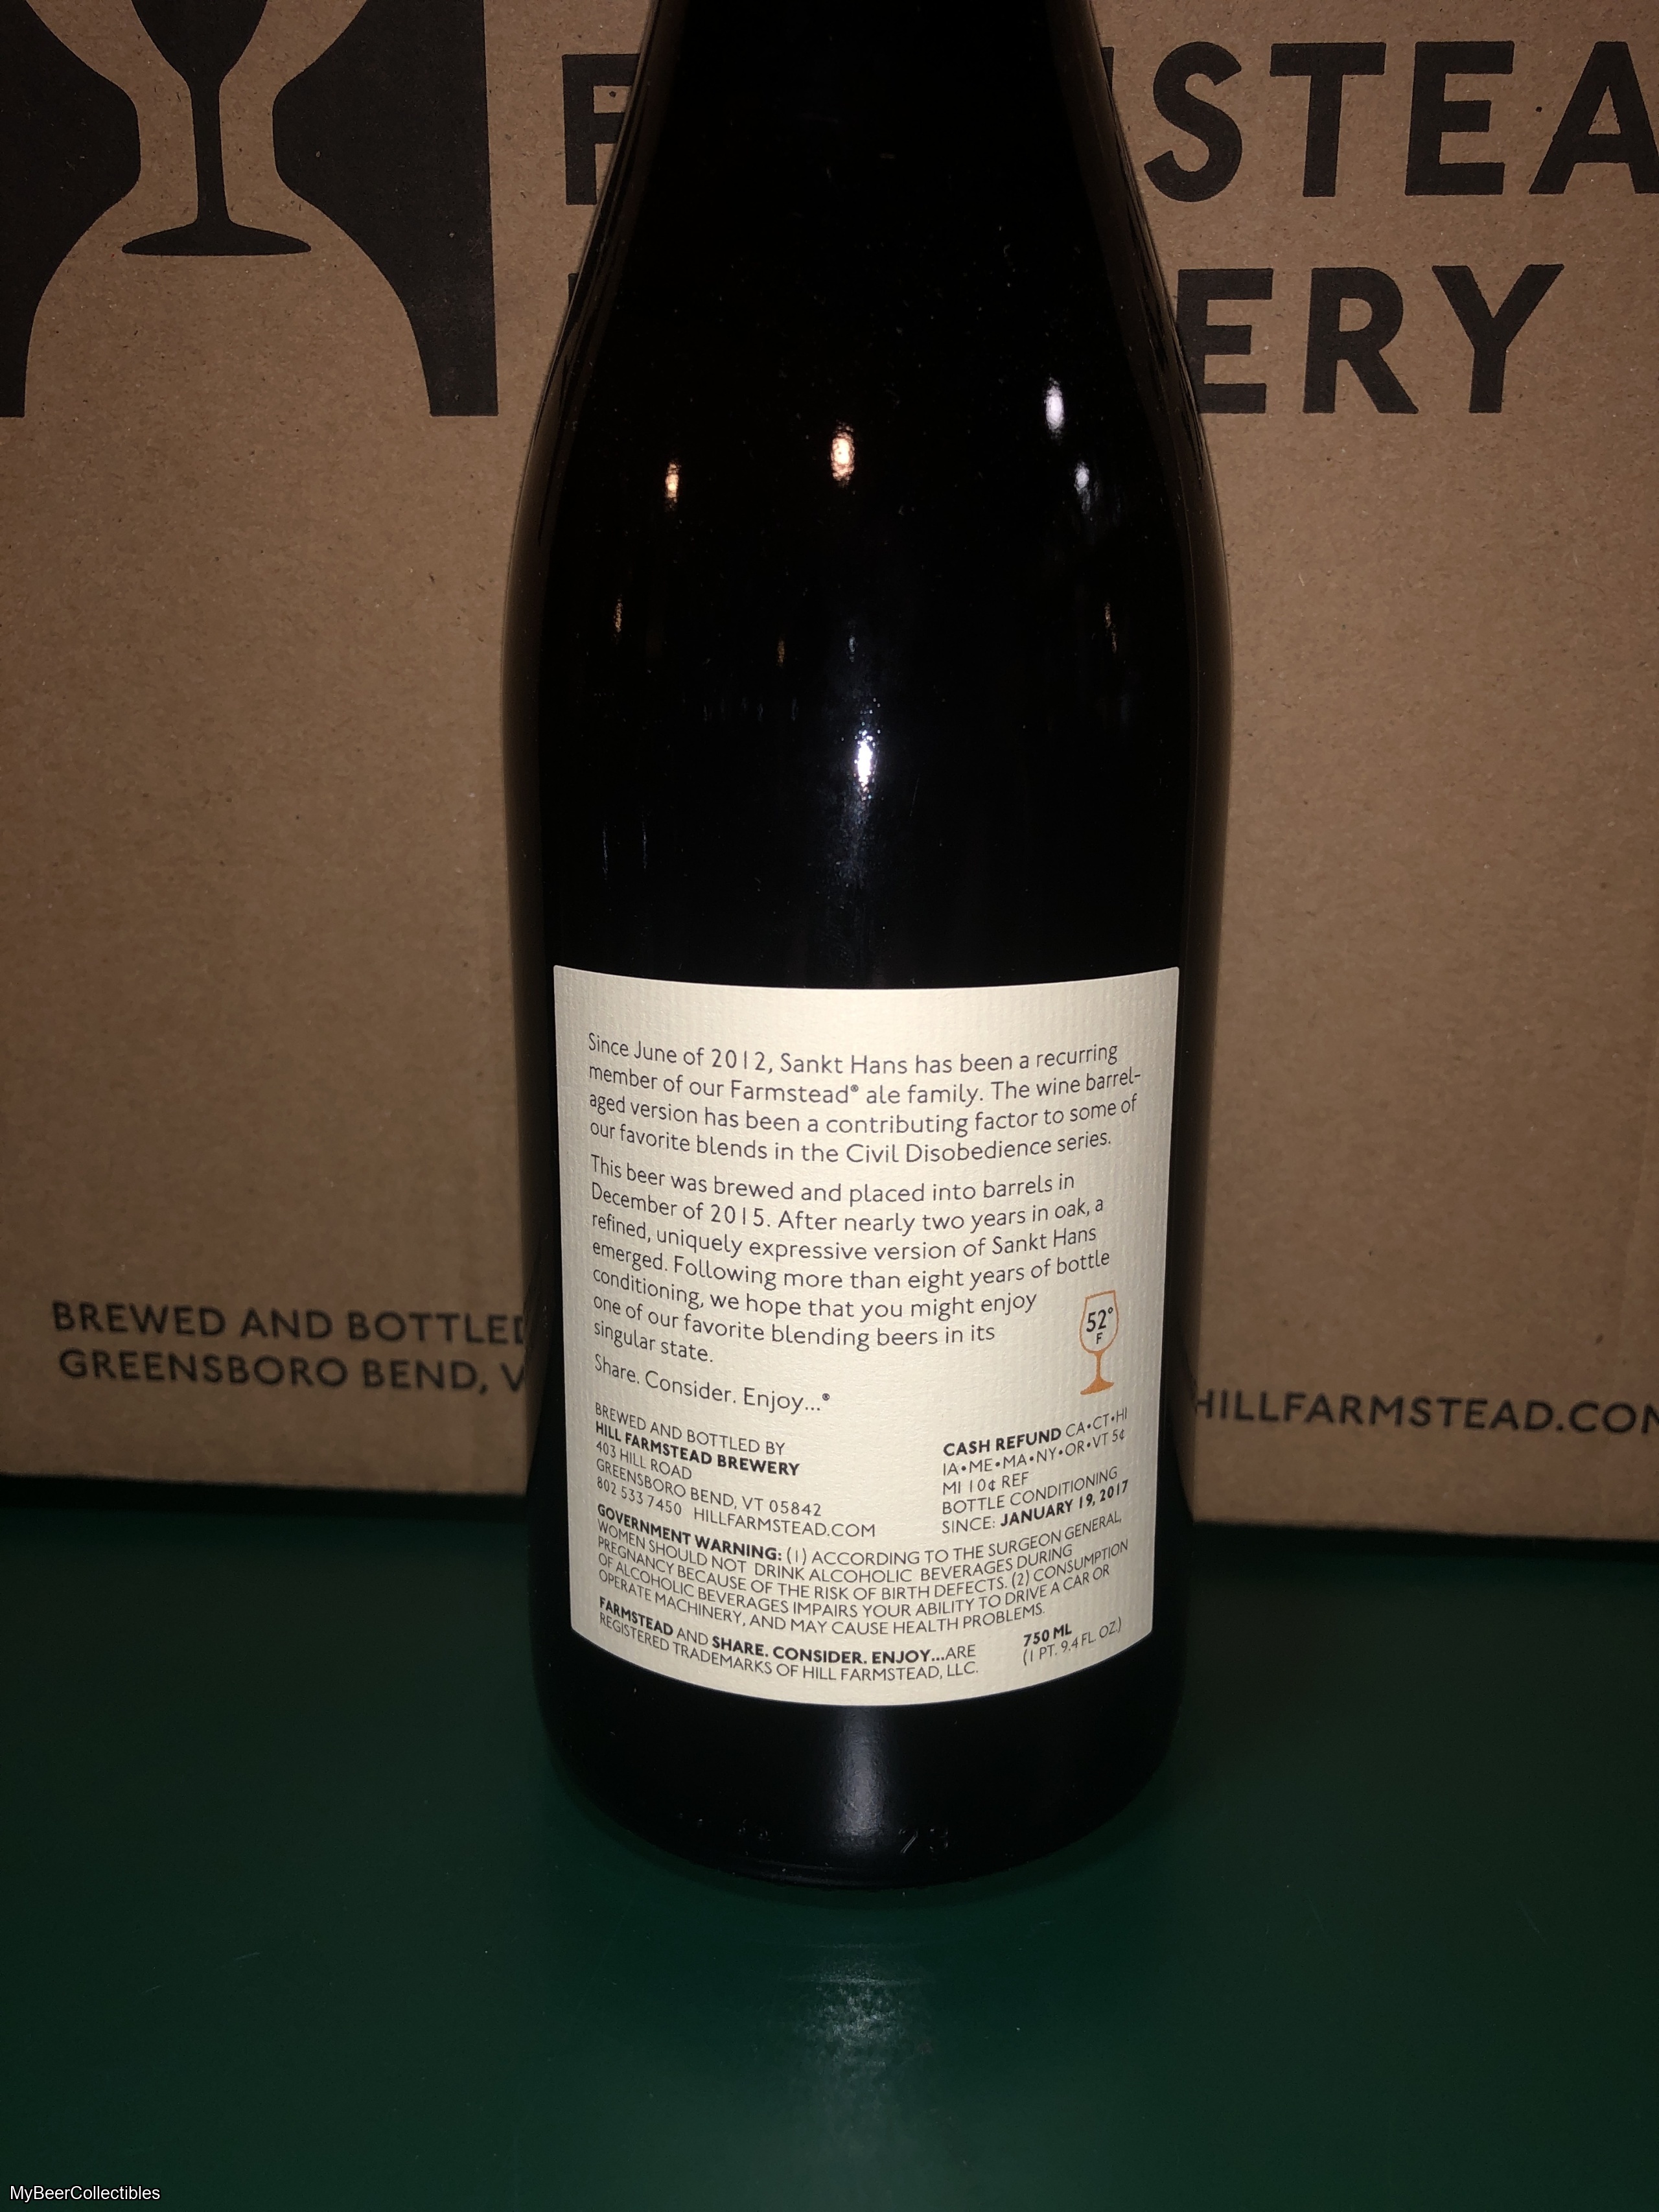 STEA
ERY
BREWED AND BOTTLED
GREENSBORO BEND, V
HILLFARMSTEAD.COM
Since June of 2012, Sankt Hans has been a recurring
member of our Farmstead® ale family. The wine barrel-
aged version has been a contributing factor to some of
our favorite blends in the Civil Disobedience series.
This beer was brewed and placed into barrels in
December of 2015. After nearly two years in oak, a
refined, uniquely expressive version of Sankt Hans
emerged. Following more than eight years of bottle
conditioning, we hope that you might enjoy
one of our favorite blending beers in its
singular state.
52°
F
Share. Consider. Enjoy...®
BREWED AND BOTTLED BY
HILL FARMSTEAD BREWERY
403 HILL ROAD
GREENSBORO BEND, VT 05842
802 533 7450 HILLFARMSTEAD.COM
CASH REFUND CA•CT•HI
IA•ME•MA•NY•OR•VT 5¢
MI 10¢ REF
BOTTLE CONDITIONING
SINCE: JANUARY 19, 2017
GOVERNMENT WARNING: (1) ACCORDING TO THE SURGEON GENERAL,
WOMEN SHOULD NOT DRINK ALCOHOLIC BEVERAGES DURING
PREGNANCY BECAUSE OF THE RISK OF BIRTH DEFECTS. (2) CONSUMPTION
OF ALCOHOLIC BEVERAGES IMPAIRS YOUR ABILITY TO DRIVE A CAR OR
OPERATE MACHINERY, AND MAY CAUSE HEALTH PROBLEMS.
FARMSTEAD AND SHARE. CONSIDER. ENJOY...ARE
REGISTERED TRADEMARKS OF HILL FARMSTEAD, LLC.
750 ML
(1 PT. 9.4 FL. OZ.)
MyBeerCollectibles